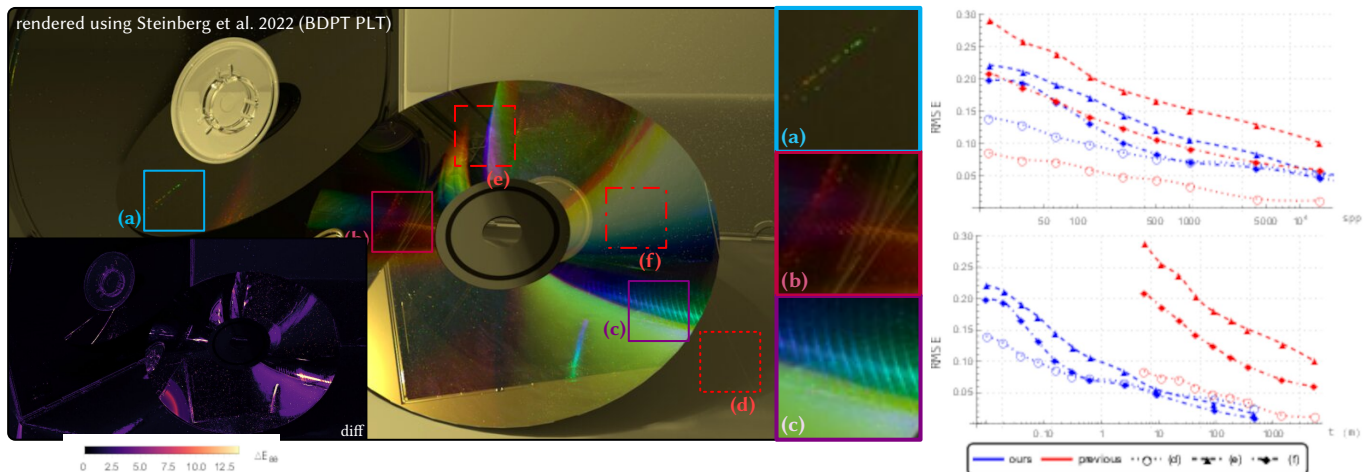 rendered using Steinberg et al. 2022 (BDPT PLT)
(a)
(e)
(f)
(c)
(d)
diff
0 2.5 5.0 7.5 10.0 12.5
(a)
(b)
(c)
0.30
0.25
0.20
0.15
0.10
0.05
RMSE
50 100 500 1000 5000 10⁴ spp
0.30
0.25
0.20
0.15
0.10
0.05
RMSE
0.10 1 10 100 t (m)
ours previous (d) (e) (f)